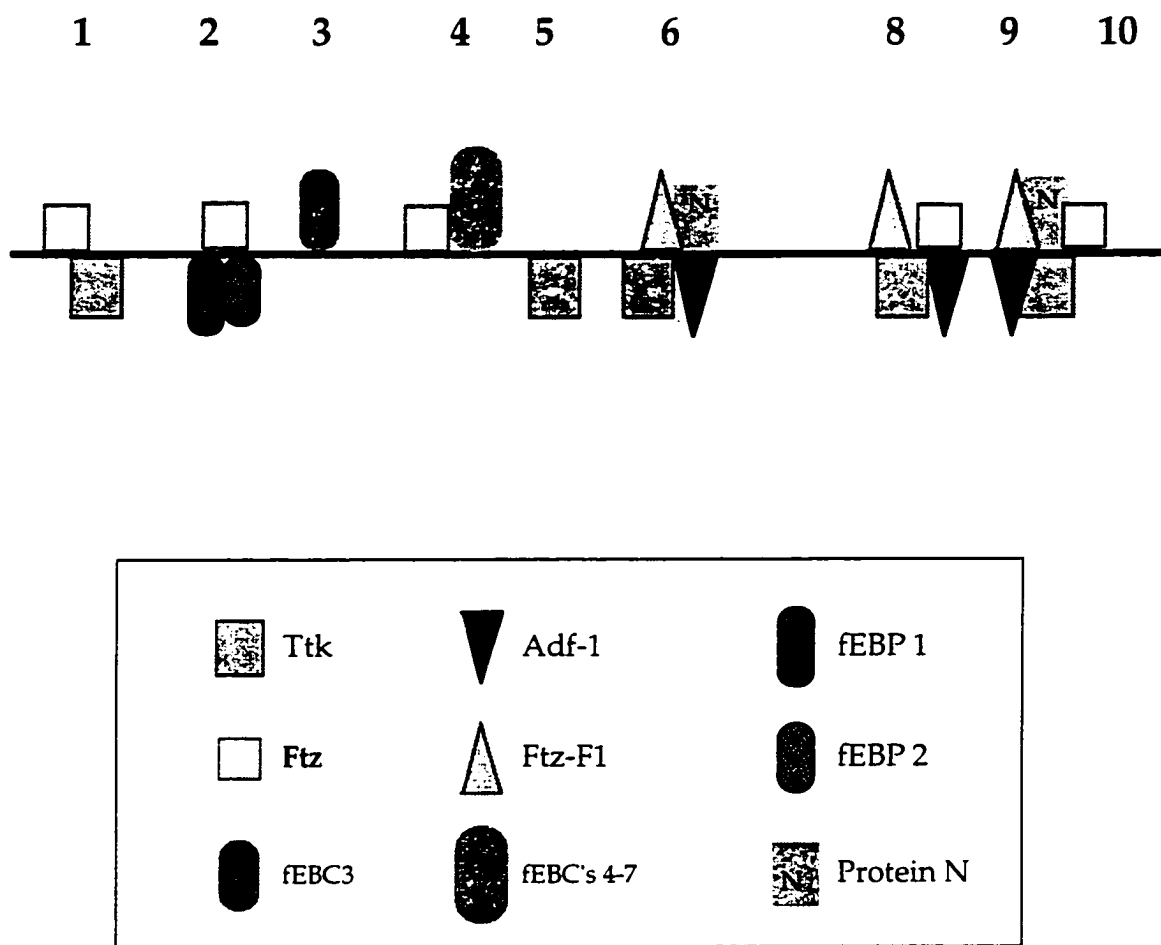 1 2 3 4 5 6 8 9 10
N N
Ttk Adf-1 fEBP 1
Ftz Ftz-F1 fEBP 2
fEBC3 fEBC's 4-7 N Protein N